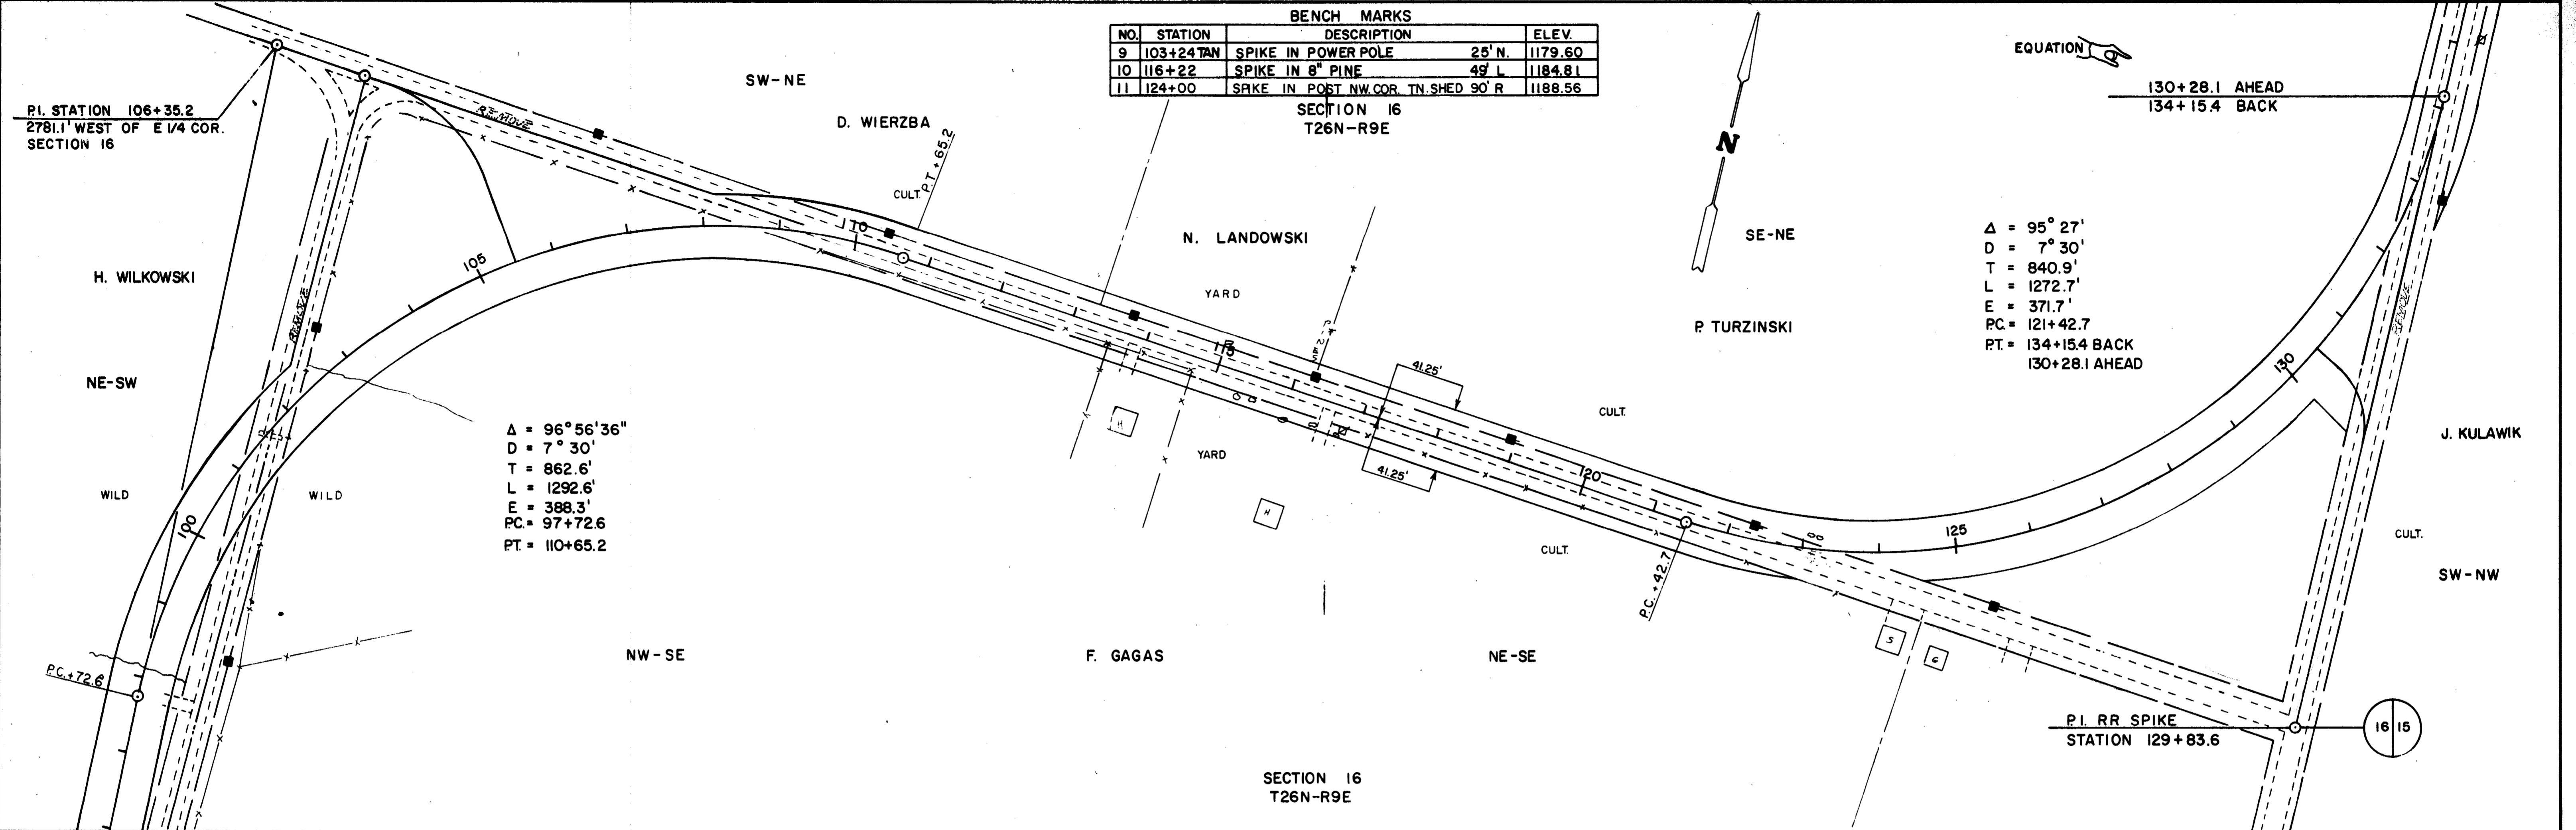 BENCH MARKS
NO. STATION DESCRIPTION ELEV.
9 103+24 TAN SPIKE IN POWER POLE 25' N. 1179.60
10 116+22 SPIKE IN 8" PINE 49' L 1184.81
11 124+00 SPIKE IN POST NW. COR. TN. SHED 90' R 1188.56
SECTION 16
T26N-R9E
EQUATION
130+28.1 AHEAD
134+15.4 BACK
P.I. STATION 106+35.2
2781.1' WEST OF E 1/4 COR.
SECTION 16
SW-NE
D. WIERZBA
REMOVE
P.T. +65.2
CULT.
N
N. LANDOWSKI
SE-NE
YARD
P. TURZINSKI
Δ = 95° 27'
D = 7° 30'
T = 840.9'
L = 1272.7'
E = 371.7'
P.C. = 121+42.7
P.T. = 134+15.4 BACK
130+28.1 AHEAD
H. WILKOWSKI
REMOVE
105
110
115
REMOVE
NE-SW
41.25'
130
CULT.
J. KULAWIK
Δ = 96° 56' 36"
D = 7° 30'
T = 862.6'
L = 1292.6'
E = 388.3'
P.C. = 97+72.6
P.T. = 110+65.2
H
YARD
41.25'
120
WILD
WILD
100
H
CULT.
125
CULT.
P.C. +42.7
SW-NW
S
G
NW-SE
F. GAGAS
NE-SE
P.C. +72.6
P.I. RR SPIKE
STATION 129+83.6
16 15
SECTION 16
T26N-R9E